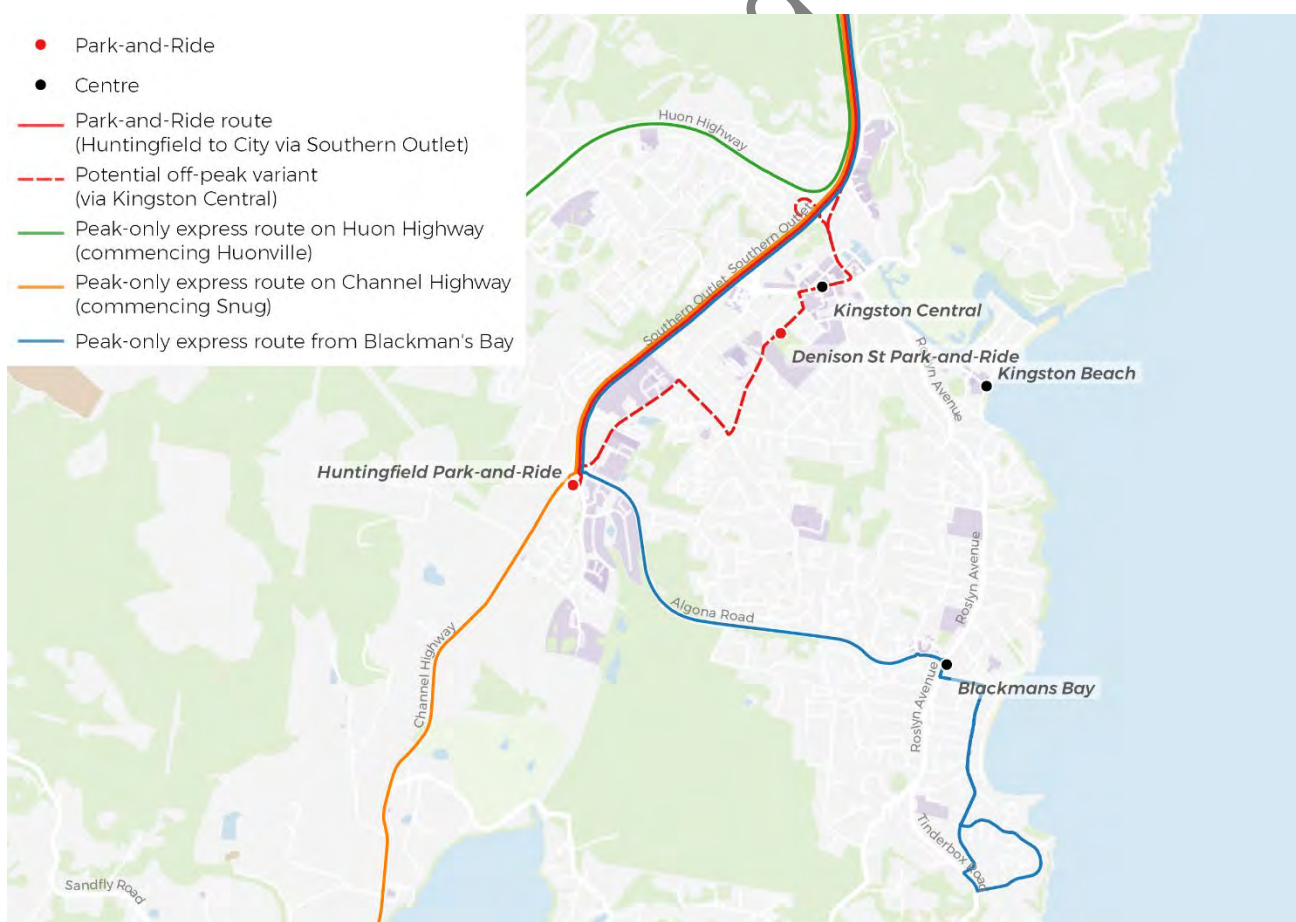 Park-and-Ride
Centre
Park-and-Ride route
(Huntingfield to City via Southern Outlet)
Potential off-peak variant
(via Kingston Central)
Peak-only express route on Huon Highway
(commencing Huonville)
Peak-only express route on Channel Highway
(commencing Snug)
Peak-only express route from Blackman's Bay
Huon Highway
Southern Outlet
Southern Outlet
Kingston Central
Denison St Park-and-Ride
Roslyn Avenue
Kingston Beach
Huntingfield Park-and-Ride
Roslyn Avenue
Algona Road
Channel Highway
Blackmans Bay
Roslyn Avenue
Tinderbox Road
Sandfly Road